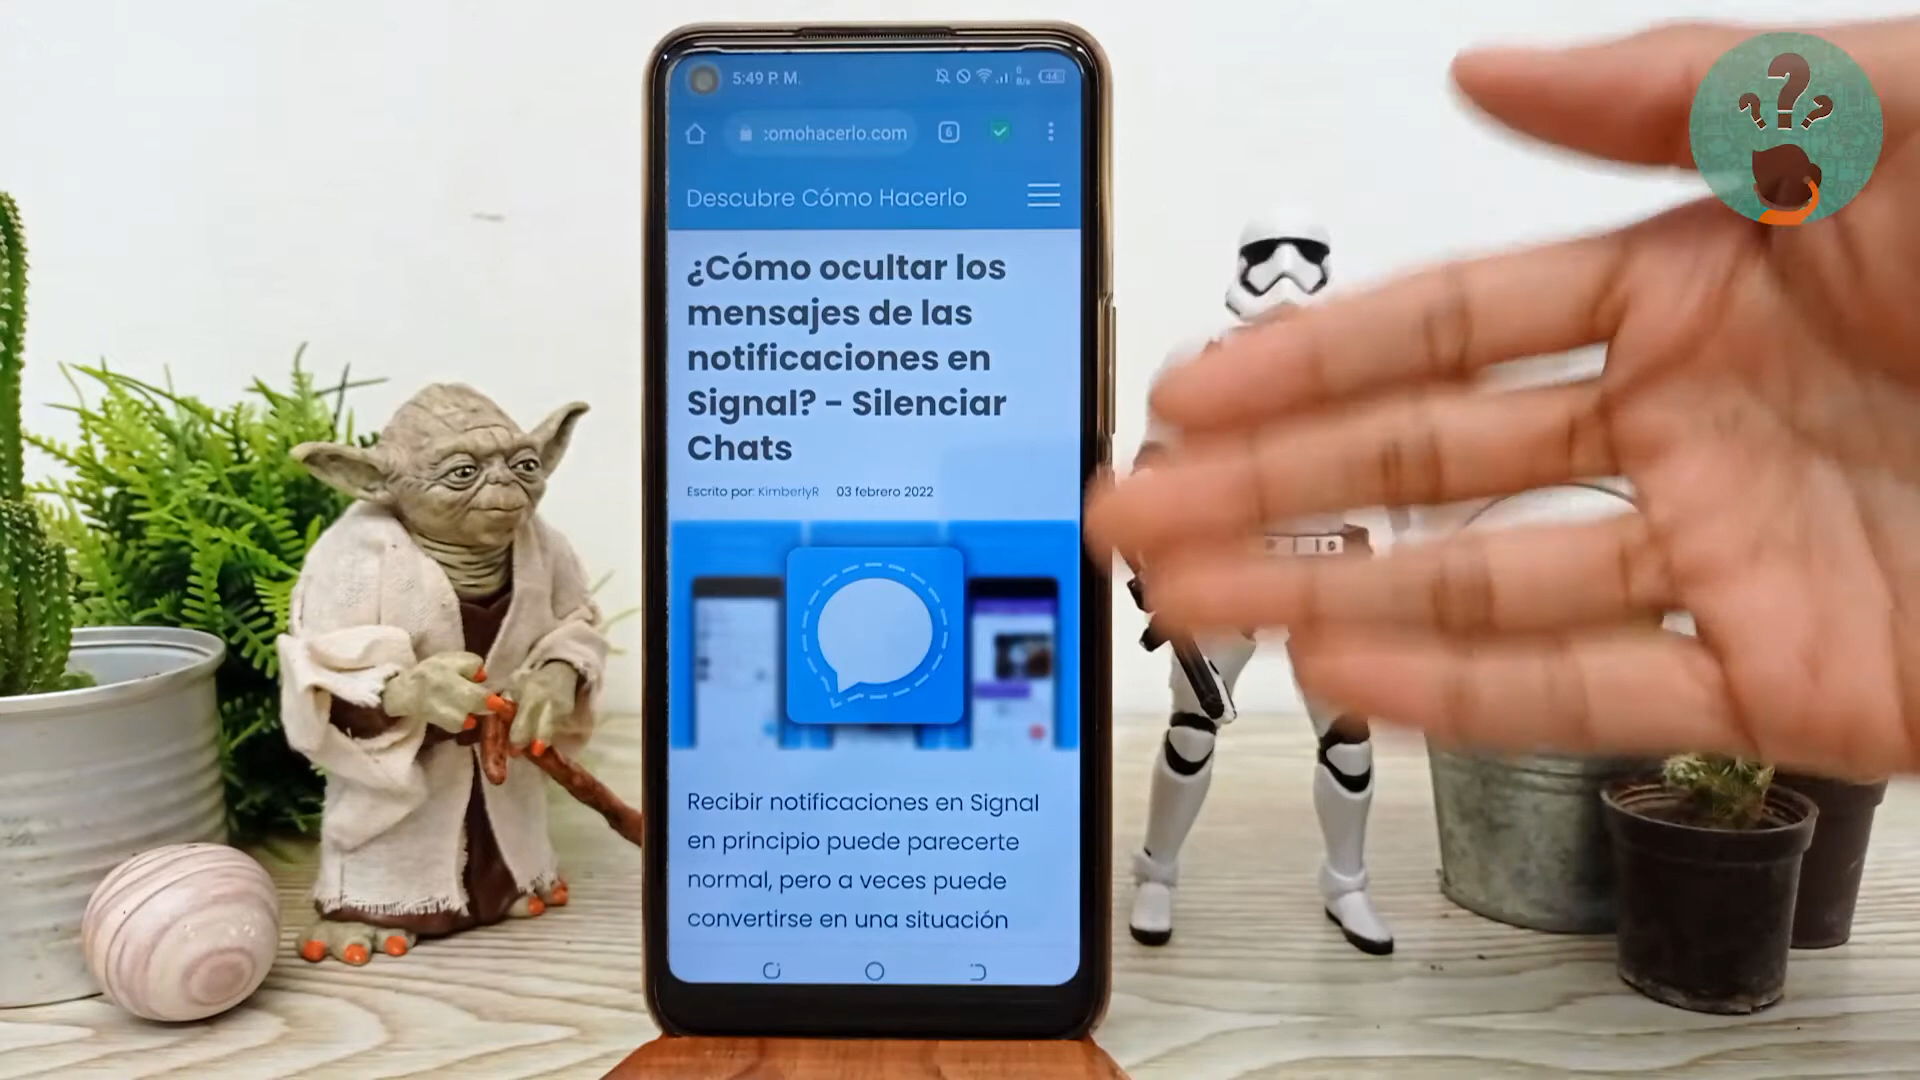 5:49 P. M.
:omohacerlo.com
6
Descubre Cómo Hacerlo
¿Cómo ocultar los
mensajes de las
notificaciones en
Signal? - Silenciar
Chats
Escrito por: KimberlyR 03 febrero 2022
Recibir notificaciones en Signal
en principio puede parecerte
normal, pero a veces puede
convertirse en una situación